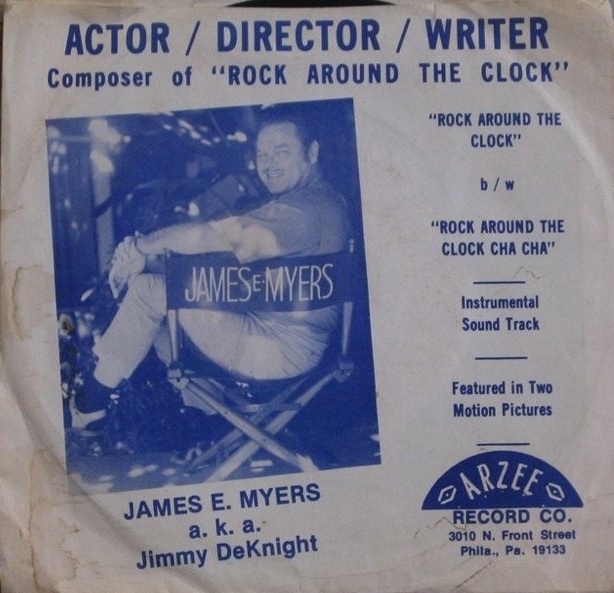 ACTOR / DIRECTOR / WRITER
Composer of "ROCK AROUND THE CLOCK"
"ROCK AROUND THE
CLOCK"
b/w
"ROCK AROUND THE
CLOCK CHA CHA"
Instrumental
Sound Track
Featured in Two
Motion Pictures
JAMES E. MYERS
JAMES E. MYERS
a. k. a.
Jimmy DeKnight
ARZEE
RECORD CO.
3010 N. Front Street
Phila., Pa. 19133